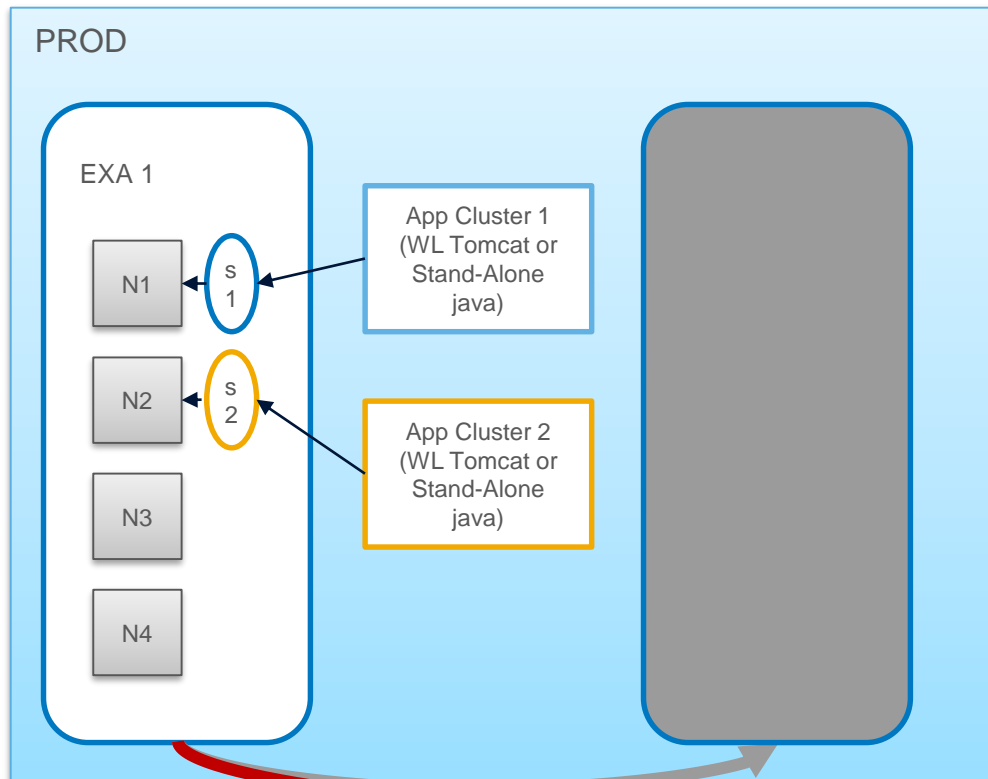 PROD
EXA 1
N1
s
1
App Cluster 1
(WL Tomcat or
Stand-Alone
java)
N2
s
2
App Cluster 2
(WL Tomcat or
Stand-Alone
java)
N3
N4